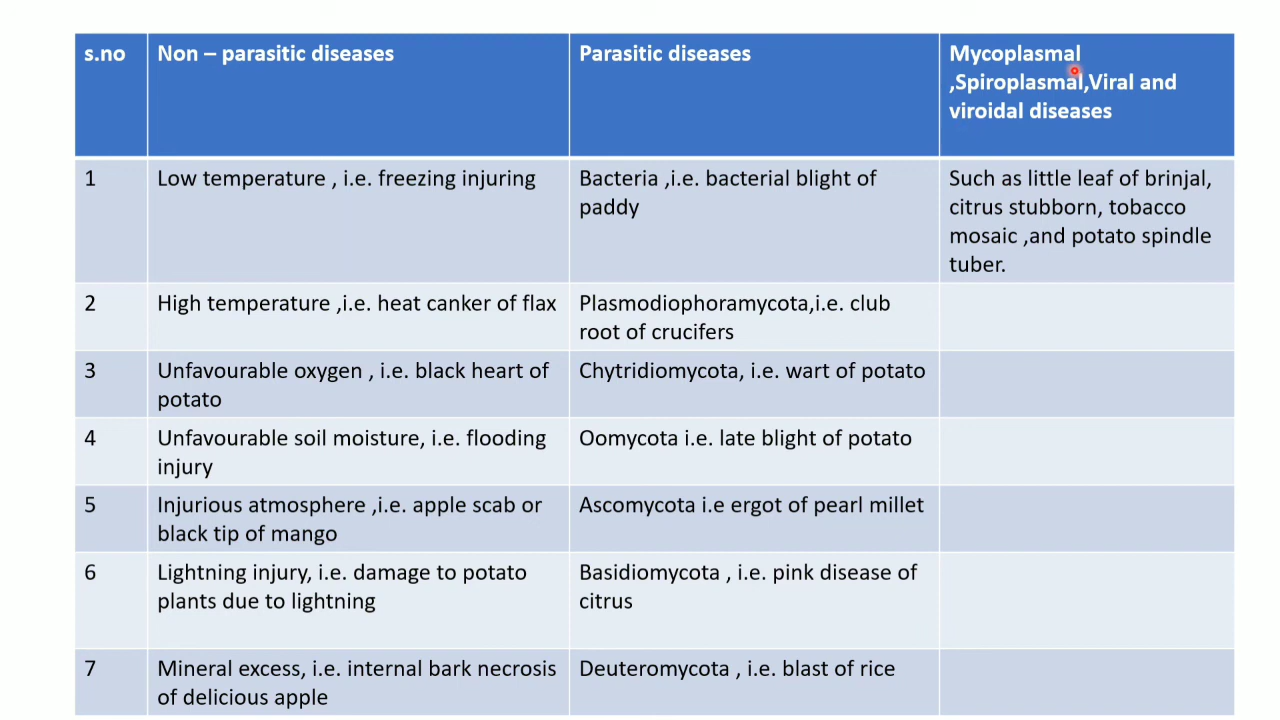 s.no
Non – parasitic diseases
Parasitic diseases
Mycoplasmal
,Spiroplasmal,Viral and
viroidal diseases
1
Low temperature , i.e. freezing injuring
Bacteria ,i.e. bacterial blight of
paddy
Such as little leaf of brinjal,
citrus stubborn, tobacco
mosaic ,and potato spindle
tuber.
2
High temperature ,i.e. heat canker of flax
Plasmodiophoramycota,i.e. club
root of crucifers
3
Unfavourable oxygen , i.e. black heart of
potato
Chytridiomycota, i.e. wart of potato
4
Unfavourable soil moisture, i.e. flooding
injury
Oomycota i.e. late blight of potato
5
Injurious atmosphere ,i.e. apple scab or
black tip of mango
Ascomycota i.e ergot of pearl millet
6
Lightning injury, i.e. damage to potato
plants due to lightning
Basidiomycota , i.e. pink disease of
citrus
7
Mineral excess, i.e. internal bark necrosis
of delicious apple
Deuteromycota , i.e. blast of rice